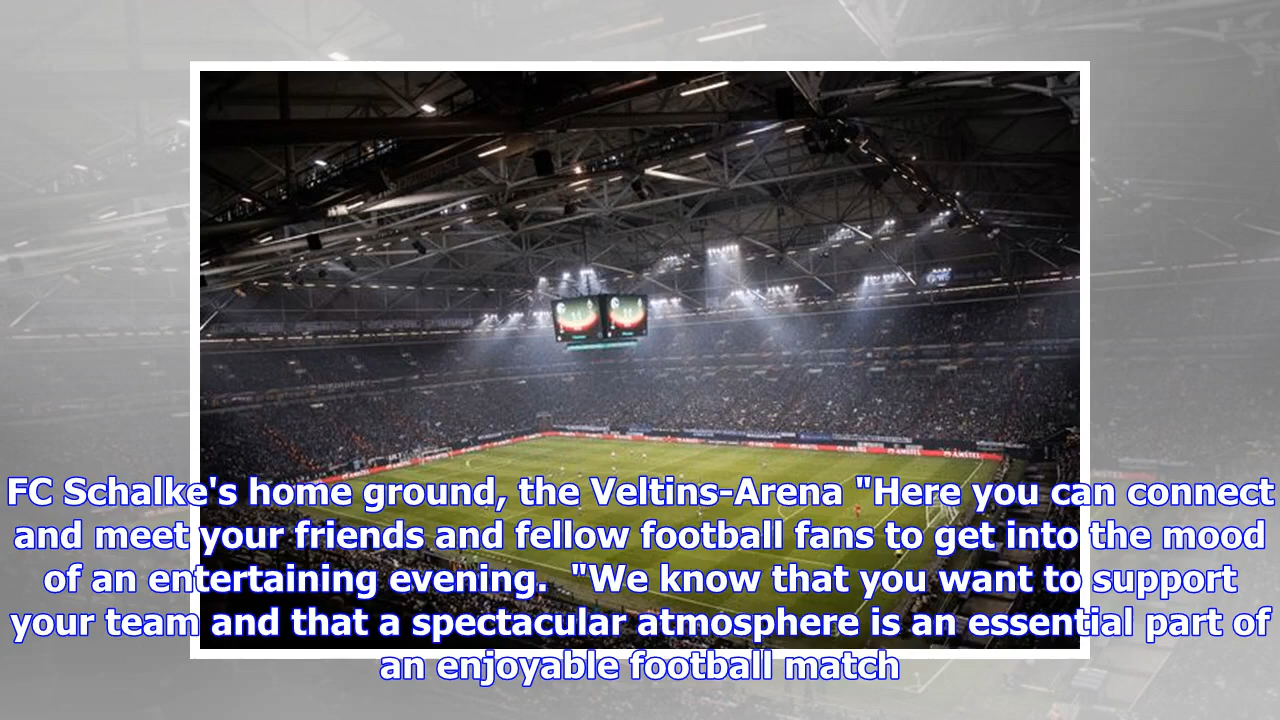 FC Schalke's home ground, the Veltins-Arena "Here you can connect
and meet your friends and fellow football fans to get into the mood
of an entertaining evening.  "We know that you want to support
your team and that a spectacular atmosphere is an essential part of
an enjoyable football match